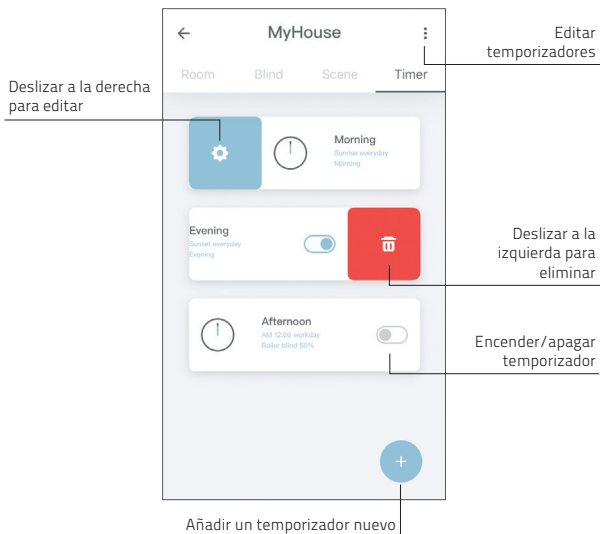 MyHouse
Editar
temporizadores
Room Blind Scene Timer
Deslizar a la derecha
para editar
Morning
Sunrise everyday
Morning
Evening
Sunset everyday
Evening
Deslizar a la
izquierda para
eliminar
Afternoon
AM 12:00 workday
Roller blind 50%
Encender/apagar
temporizador
+
Añadir un temporizador nuevo